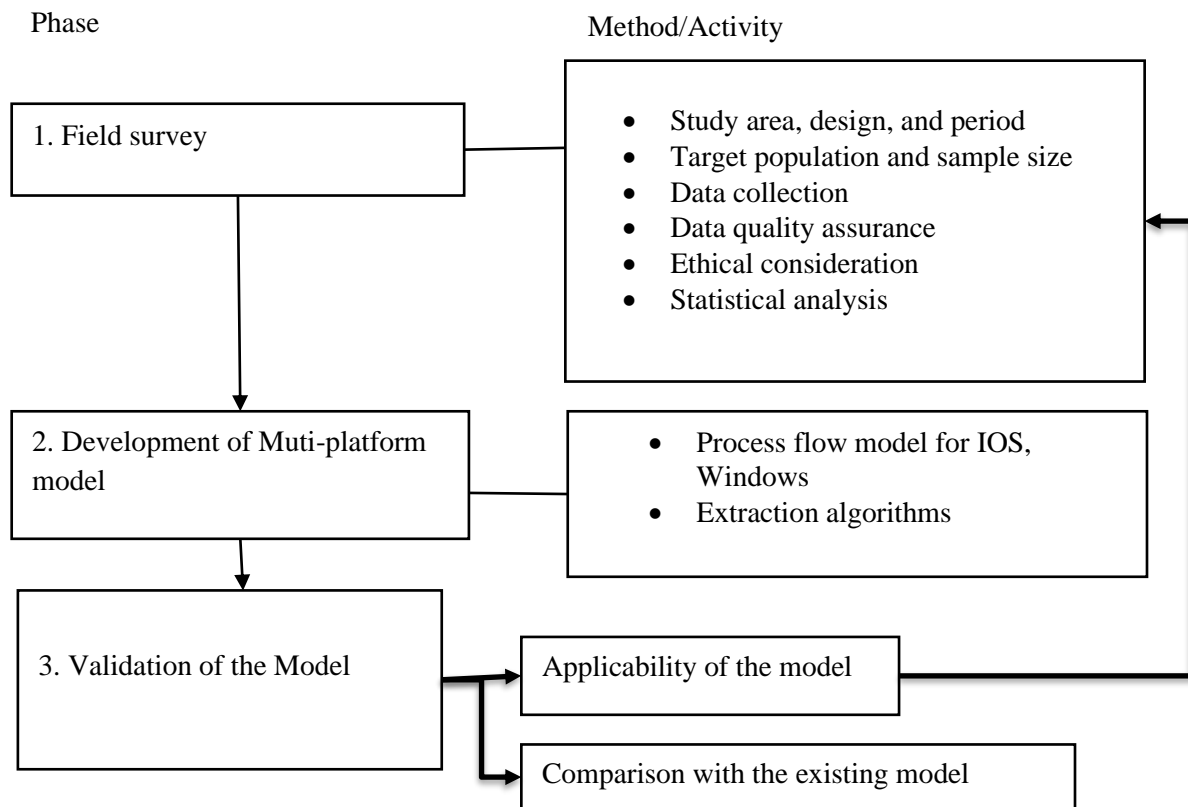 Phase
Method/Activity
1. Field survey
• Study area, design, and period
• Target population and sample size
• Data collection
• Data quality assurance
• Ethical consideration
• Statistical analysis
2. Development of Muti-platform
model
• Process flow model for IOS,
Windows
• Extraction algorithms
3. Validation of the Model
Applicability of the model
Comparison with the existing model